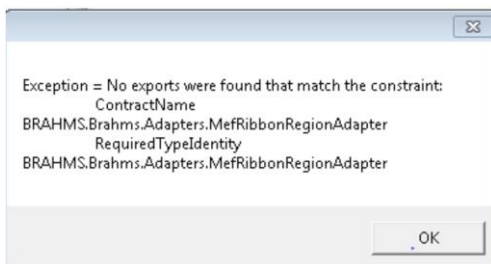 Exception = No exports were found that match the constraint:
ContractName
BRAHMS.Brahms.Adapters.MefRibbonRegionAdapter
RequiredTypeIdentity
BRAHMS.Brahms.Adapters.MefRibbonRegionAdapter
OK